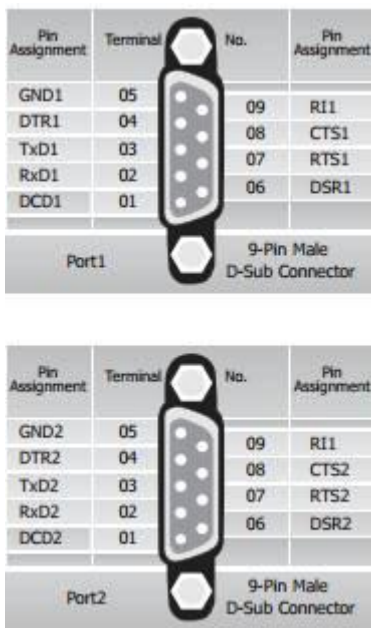 Pin Assignment Terminal No. Pin Assignment
GND1 05
09 RI1
DTR1 04
08 CTS1
TxD1 03
07 RTS1
RxD1 02
06 DSR1
DCD1 01
Port1
9-Pin Male
D-Sub Connector
Pin Assignment Terminal No. Pin Assignment
GND2 05
09 RI1
DTR2 04
08 CTS2
TxD2 03
07 RTS2
RxD2 02
06 DSR2
DCD2 01
Port2
9-Pin Male
D-Sub Connector